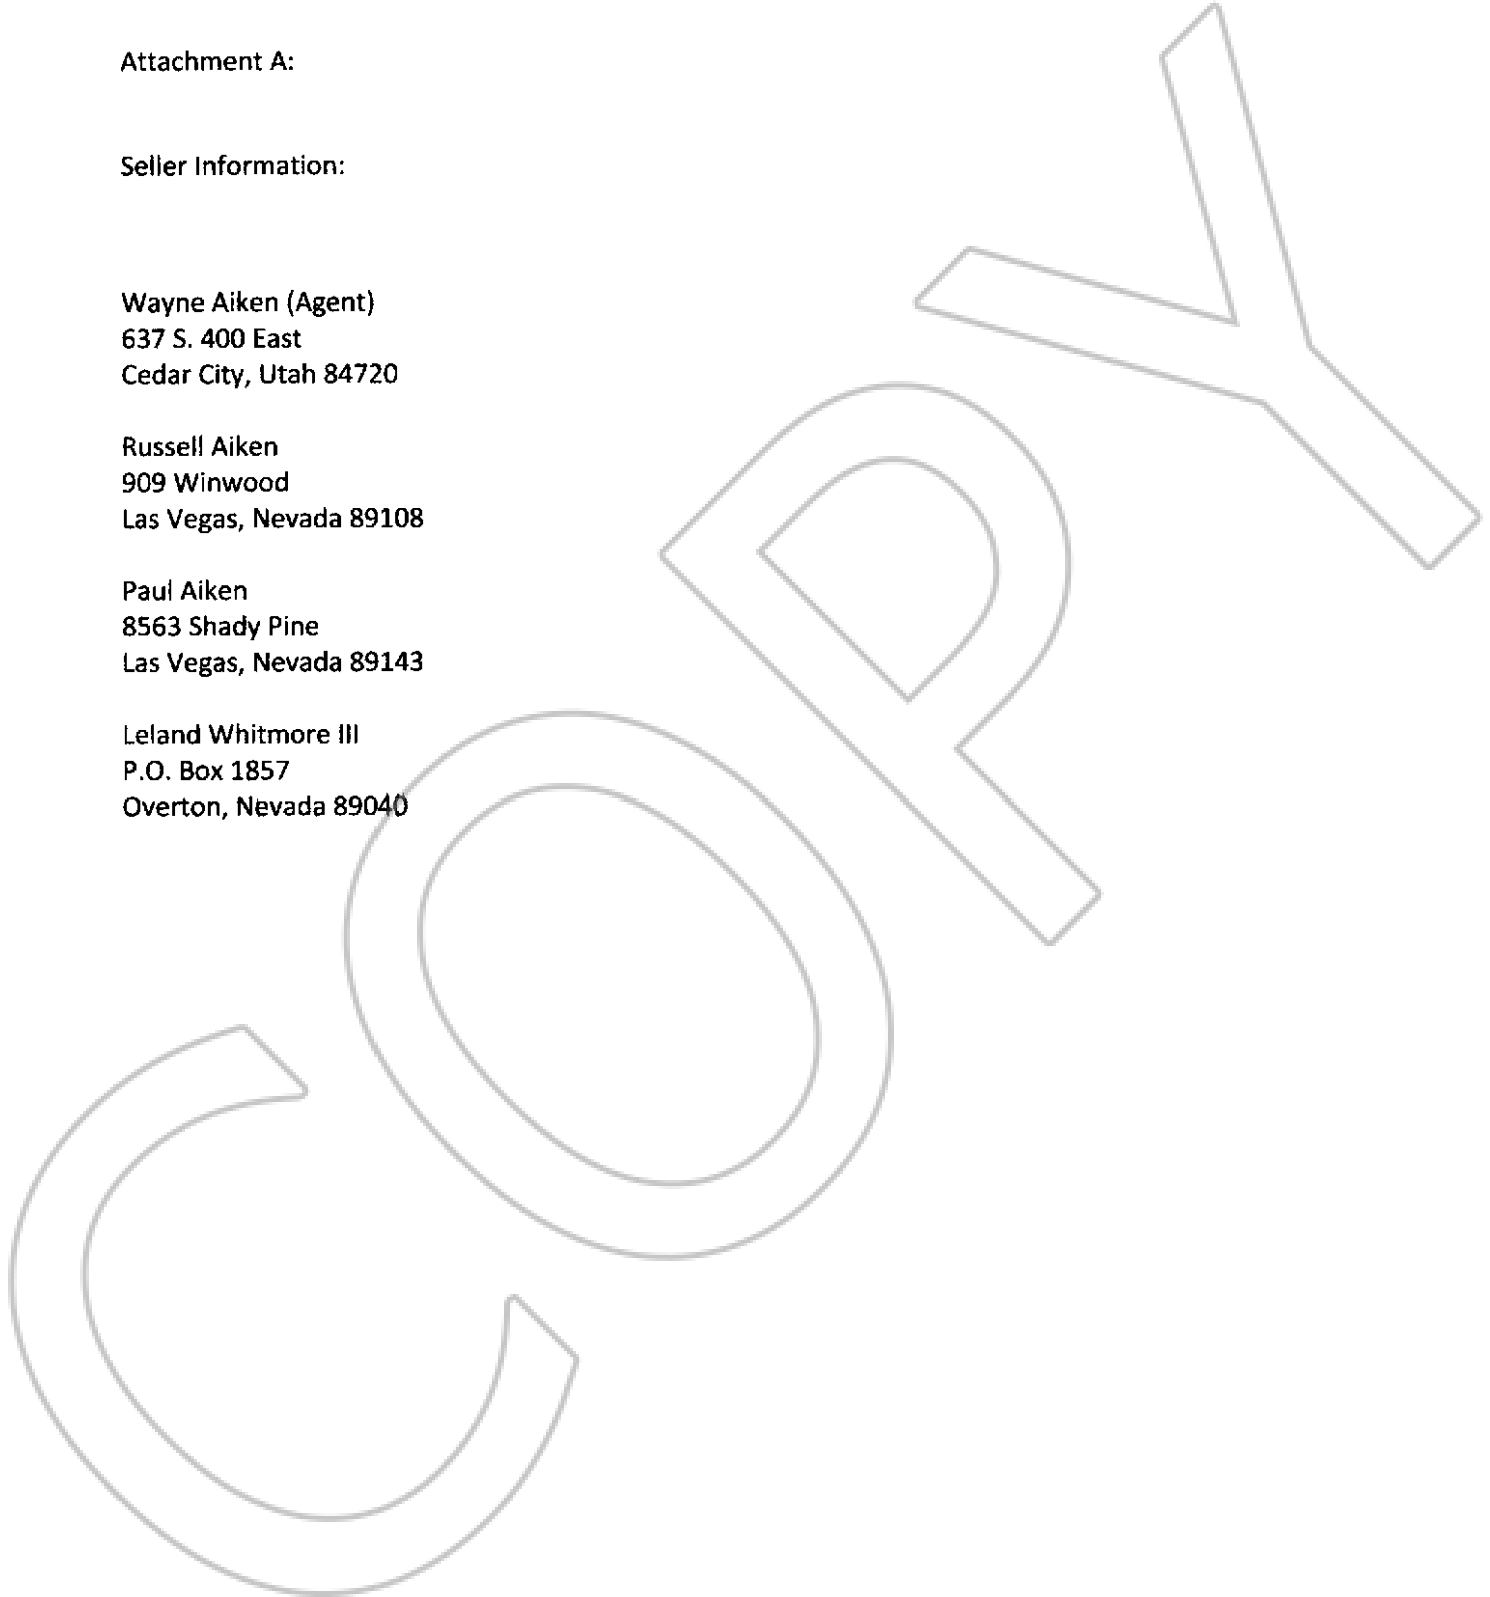 Attachment A:
Seller Information:
Wayne Aiken (Agent)
637 S. 400 East
Cedar City, Utah 84720
Russell Aiken
909 Winwood
Las Vegas, Nevada 89108
Paul Aiken
8563 Shady Pine
Las Vegas, Nevada 89143
Leland Whitmore III
P.O. Box 1857
Overton, Nevada 89040
COPY